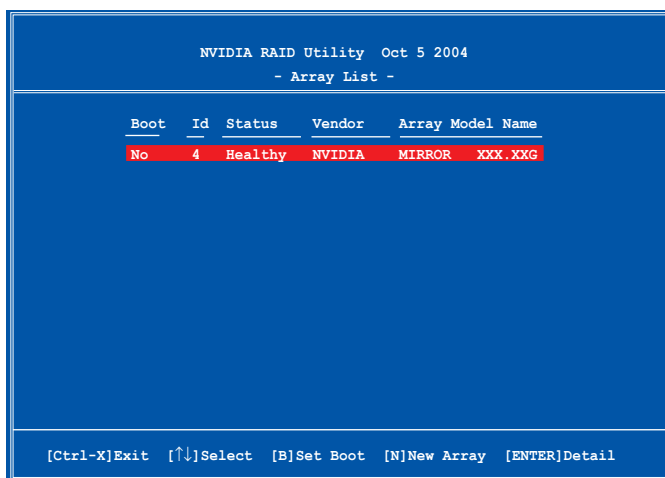 NVIDIA RAID Utility Oct 5 2004
- Array List -
Boot Id Status Vendor Array Model Name
No 4 Healthy NVIDIA MIRROR XXX.XXG
[Ctrl-X]Exit [↑↓]Select [B]Set Boot [N]New Array [ENTER]Detail